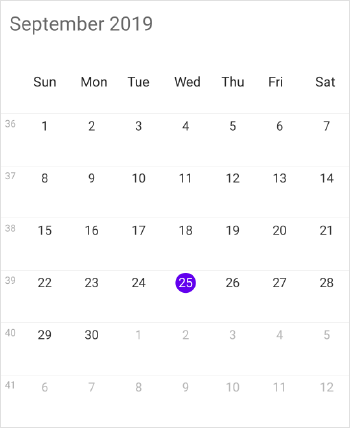 September 2019
Sun Mon Tue Wed Thu Fri Sat
36 1 2 3 4 5 6 7
37 8 9 10 11 12 13 14
38 15 16 17 18 19 20 21
39 22 23 24 25 26 27 28
40 29 30 1 2 3 4 5
41 6 7 8 9 10 11 12